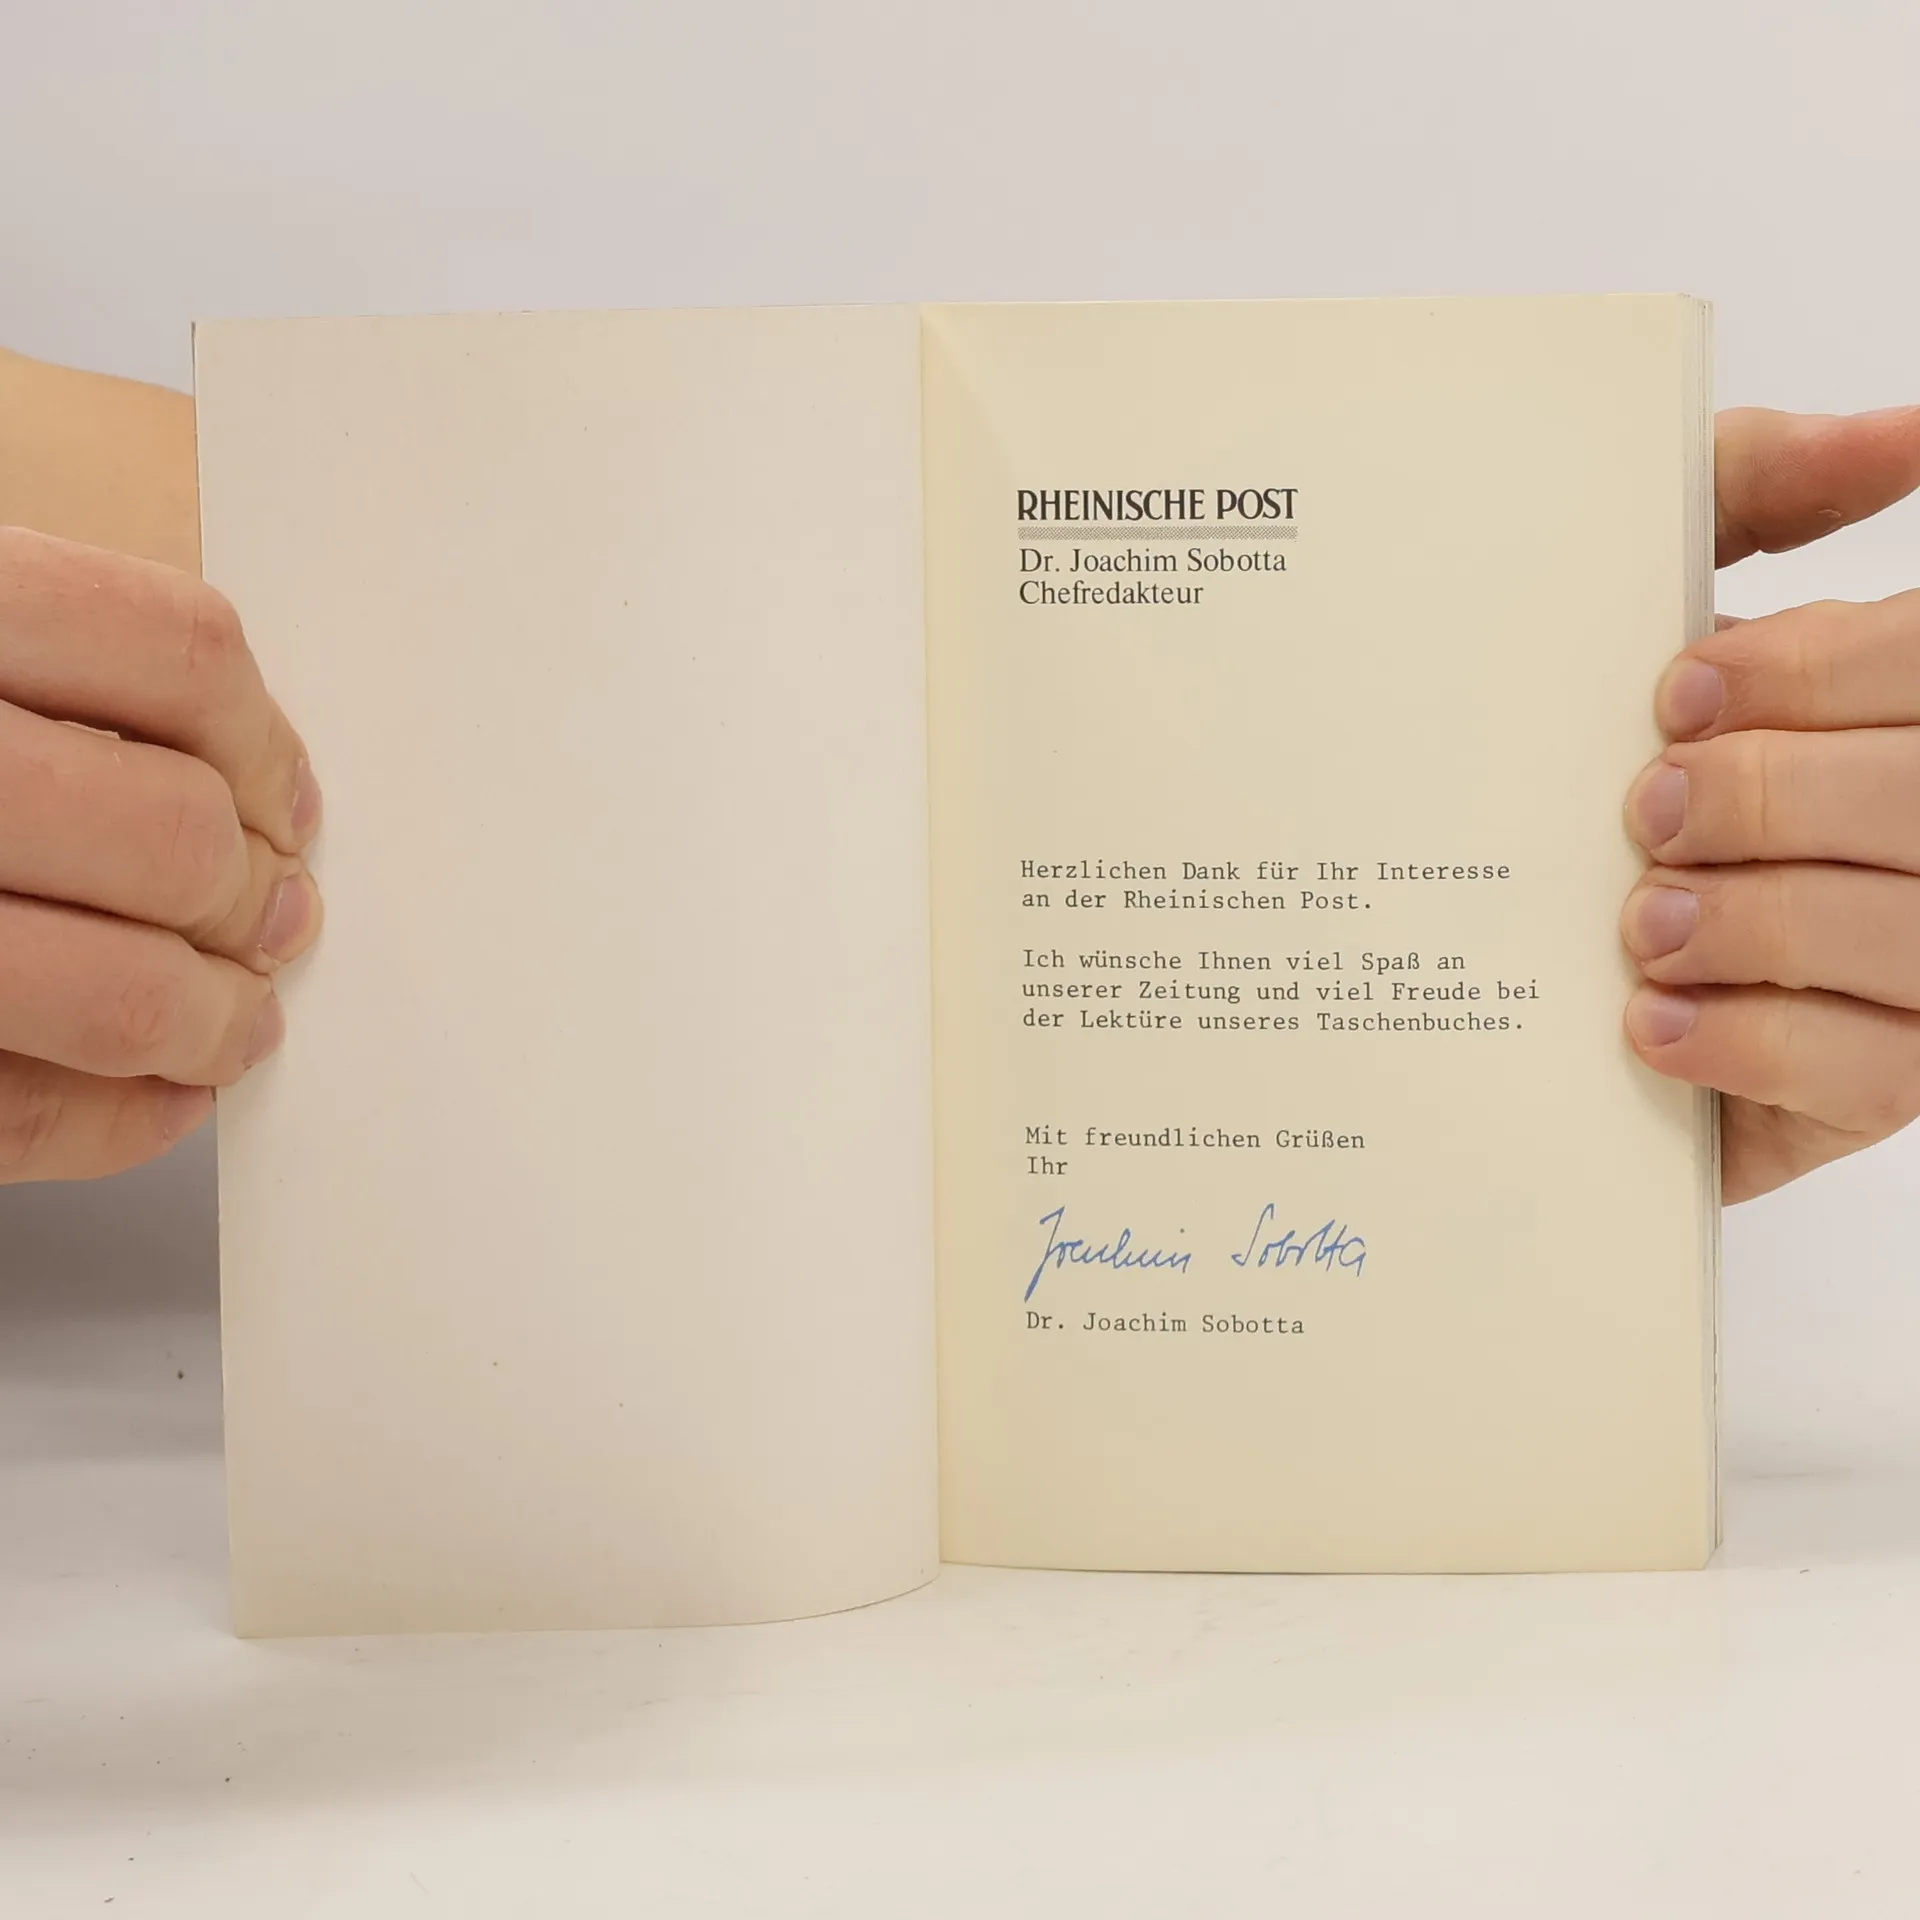 RHEINISCHE POST
Dr. Joachim Sobotta
Chefredakteur
Herzlichen Dank für Ihr Interesse
an der Rheinischen Post.
Ich wünsche Ihnen viel Spaß an
unserer Zeitung und viel Freude bei
der Lektüre unseres Taschenbuches.
Mit freundlichen Grüßen
Ihr
Joachim Sobotta
Dr. Joachim Sobotta